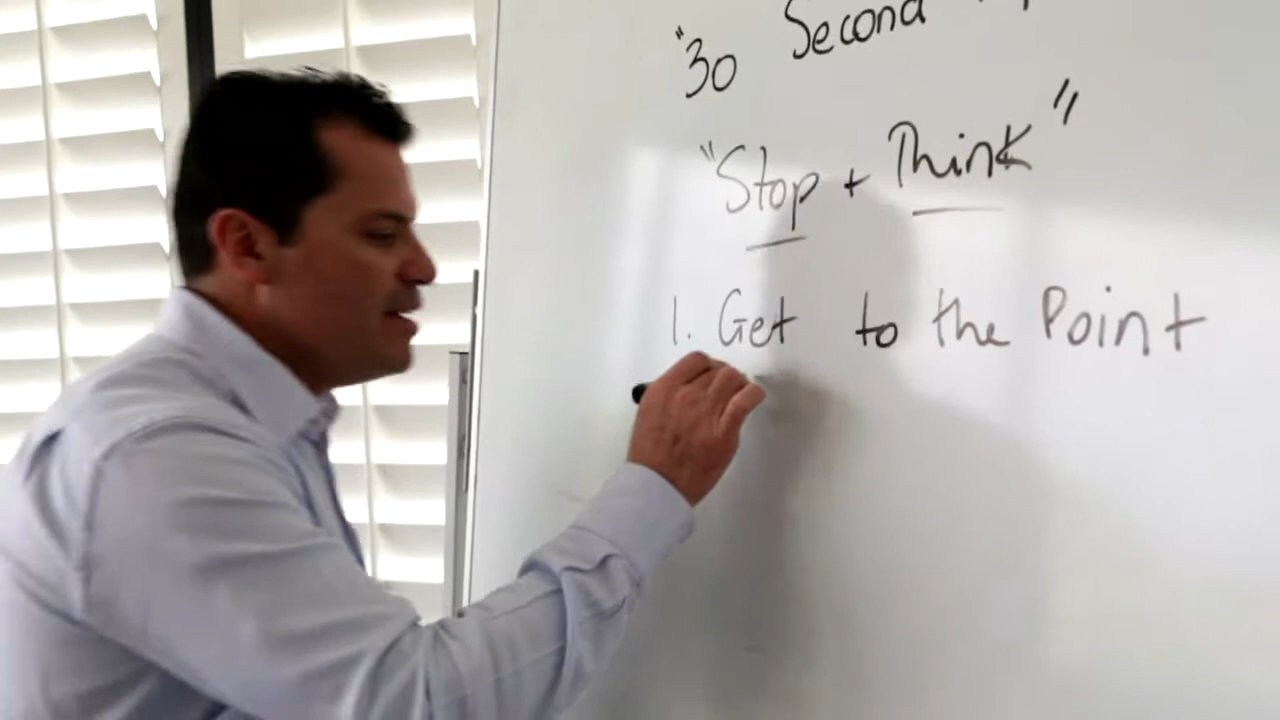 "30 Second
"Stop + Think"
1. Get to the Point